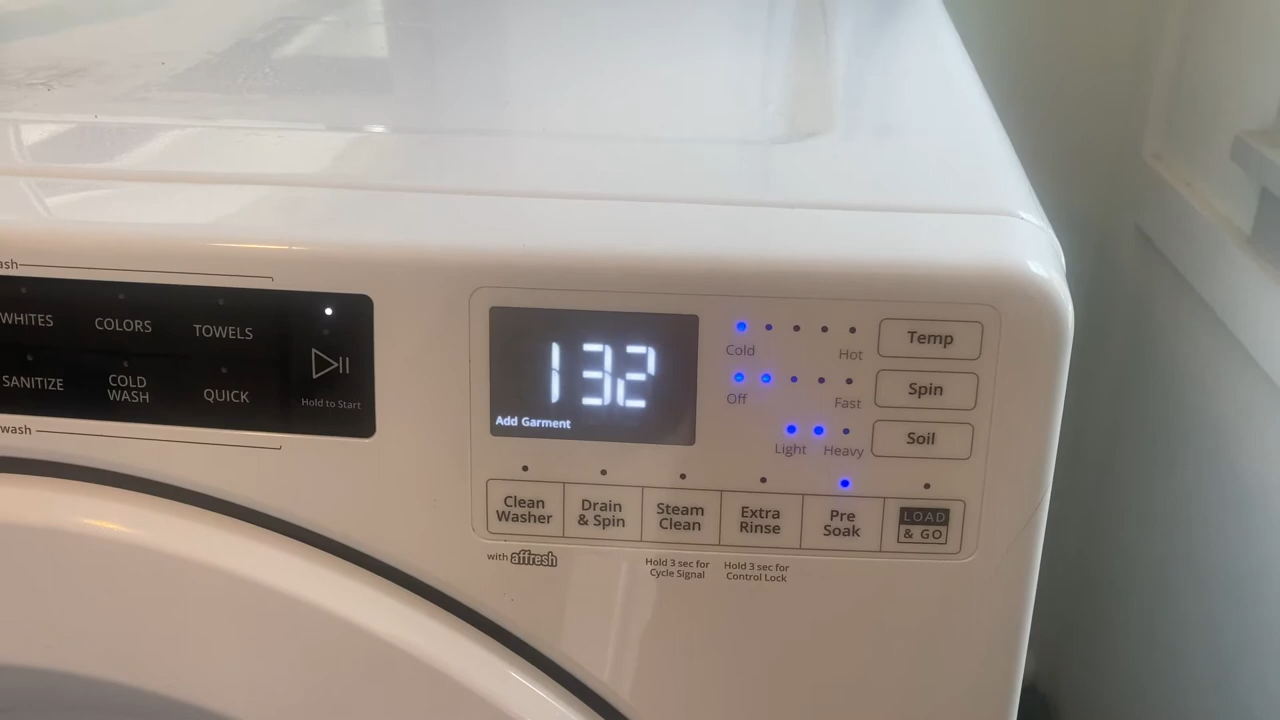 ash
WHITES
COLORS
TOWELS
SANITIZE
COLD
WASH
QUICK
Hold to Start
wash
132
Add Garment
Cold
Hot
Temp
Off
Fast
Spin
Light
Heavy
Soil
Clean
Washer
Drain
& Spin
Steam
Clean
Extra
Rinse
Pre
Soak
LOAD
& GO
with affresh
Hold 3 sec for
Cycle Signal
Hold 3 sec for
Control Lock